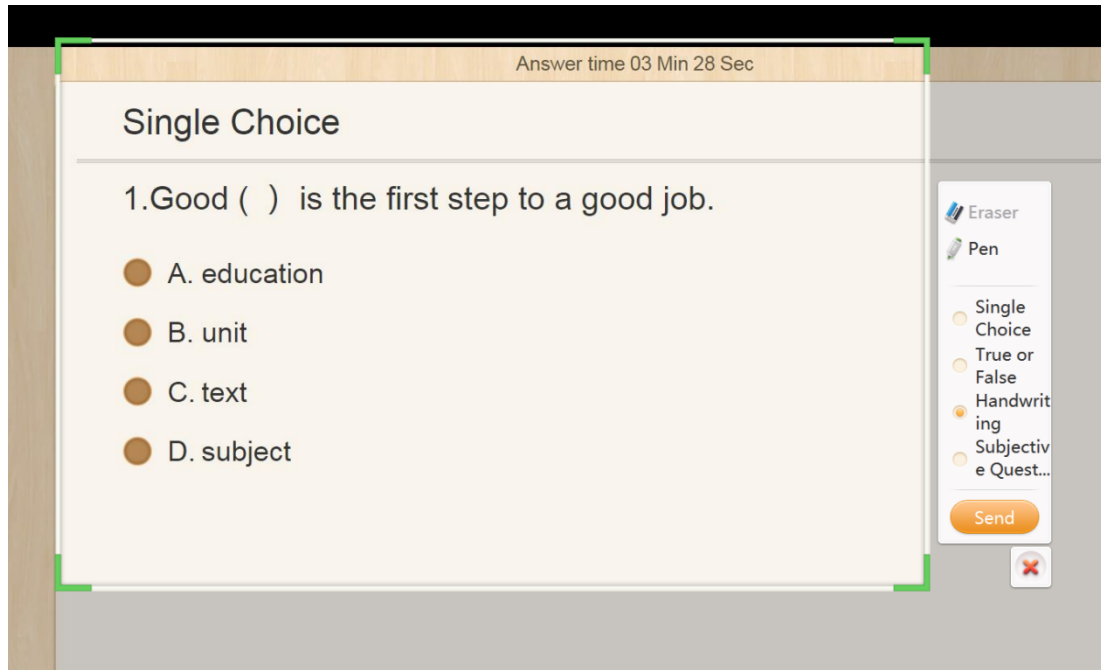 Answer time 03 Min 28 Sec
Single Choice
1.Good ( ) is the first step to a good job.
A. education
B. unit
C. text
D. subject
Eraser
Pen
Single
Choice
True or
False
Handwrit
ing
Subjectiv
e Quest...
Send